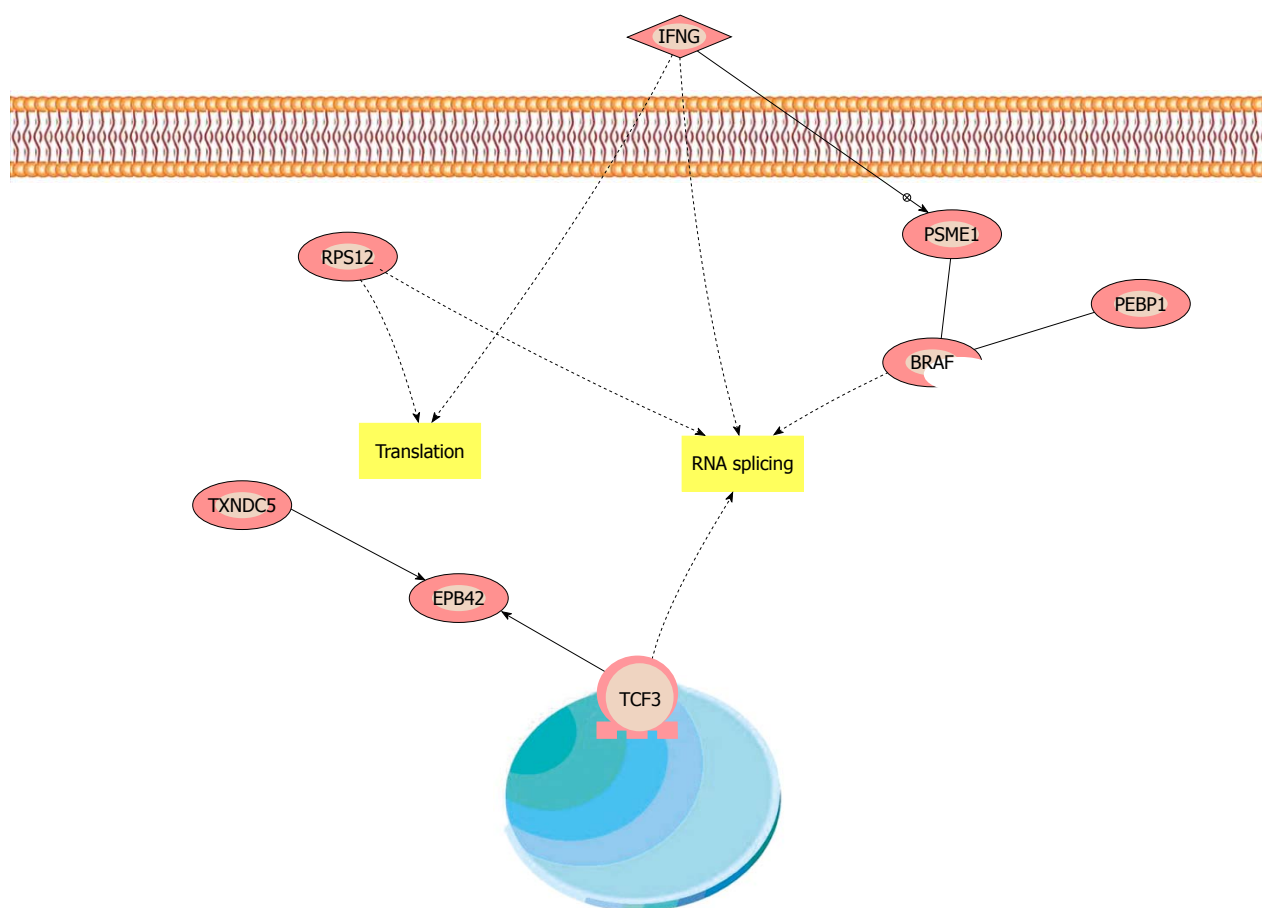 IFNG
PSME1
RPS12
PEBP1
BRAF
Translation
RNA splicing
TXNDC5
EPB42
TCF3